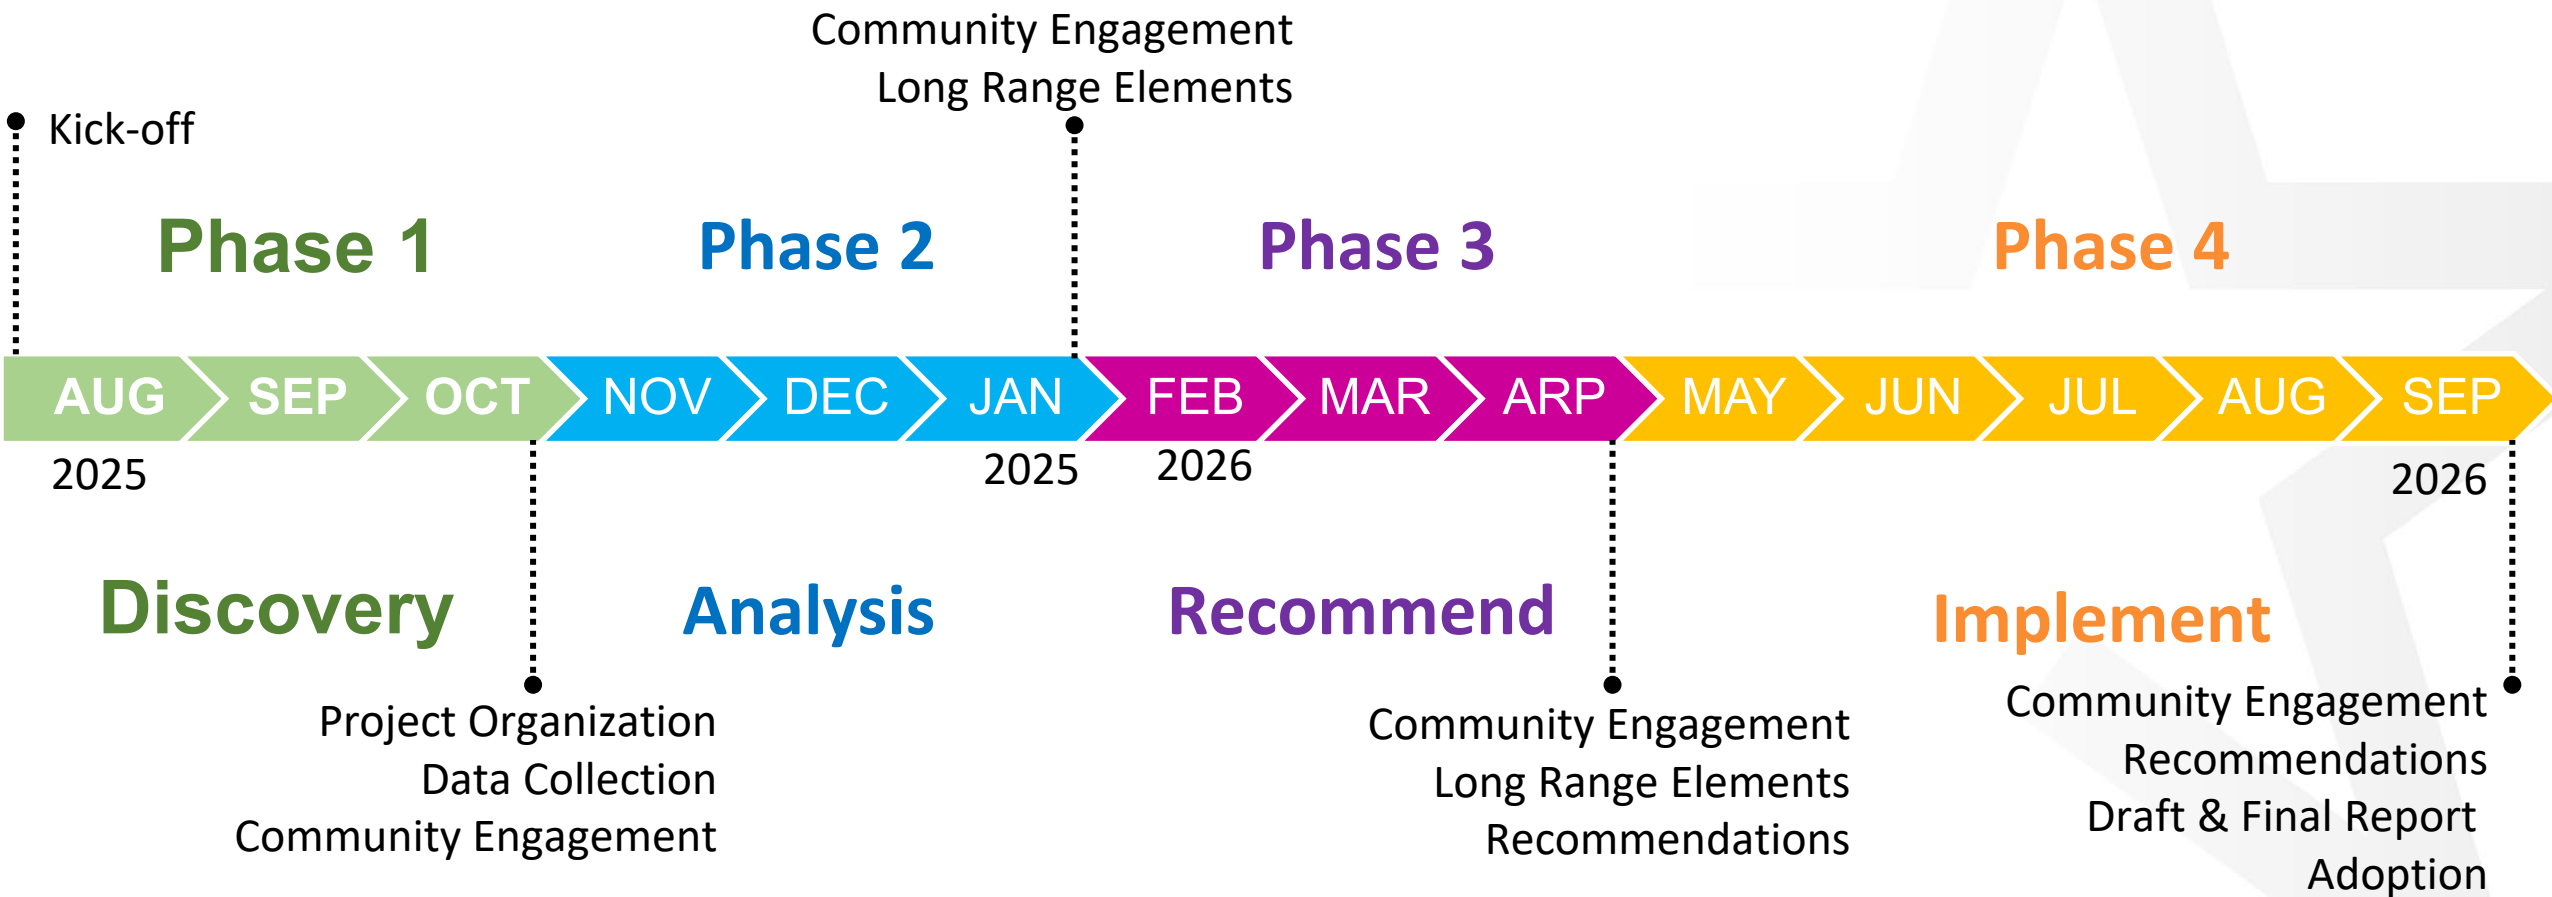 Community Engagement
Long Range Elements
Kick-off
Phase 1
Phase 2
Phase 3
Phase 4
AUG
SEP
OCT
NOV
DEC
JAN
FEB
MAR
ARP
MAY
JUN
JUL
AUG
SEP
2025
2025
2026
2026
Discovery
Analysis
Recommend
Implement
Project Organization
Data Collection
Community Engagement
Community Engagement
Long Range Elements
Recommendations
Community Engagement
Recommendations
Draft & Final Report
Adoption